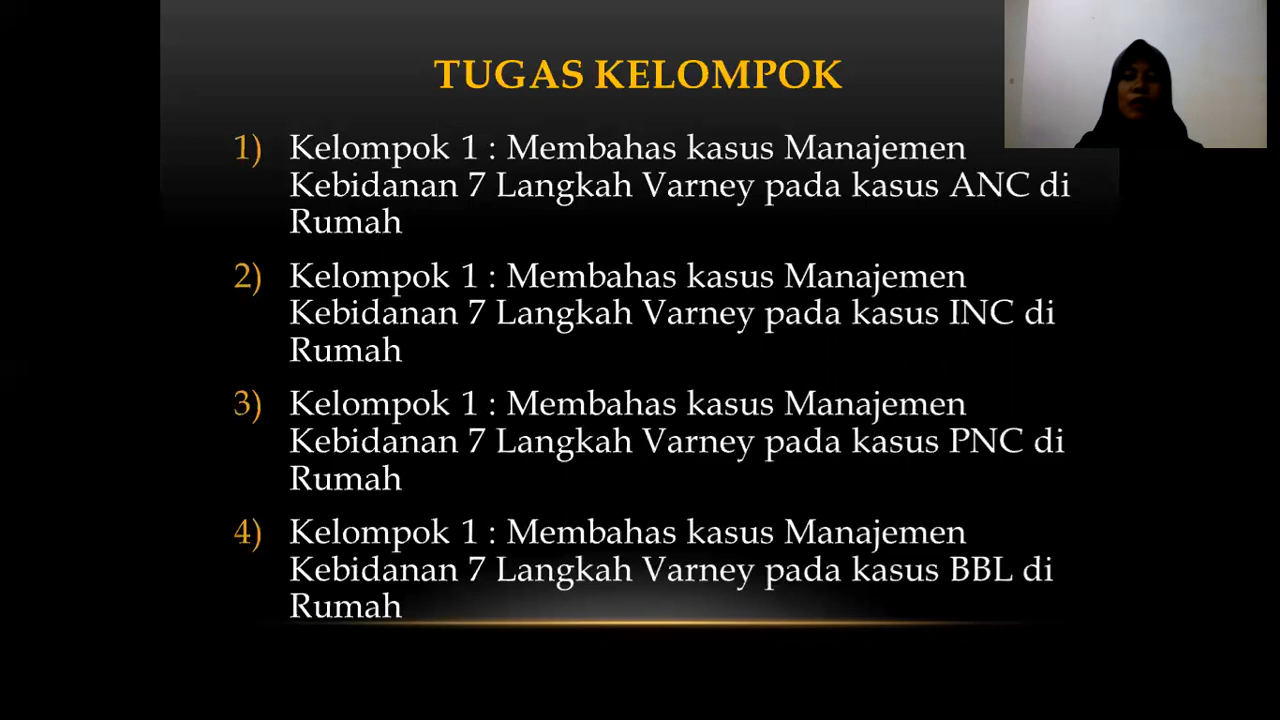 TUGAS KELOMPOK
1) Kelompok 1 : Membahas kasus Manajemen
Kebidanan 7 Langkah Varney pada kasus ANC di
Rumah
2) Kelompok 1 : Membahas kasus Manajemen
Kebidanan 7 Langkah Varney pada kasus INC di
Rumah
3) Kelompok 1 : Membahas kasus Manajemen
Kebidanan 7 Langkah Varney pada kasus PNC di
Rumah
4) Kelompok 1 : Membahas kasus Manajemen
Kebidanan 7 Langkah Varney pada kasus BBL di
Rumah